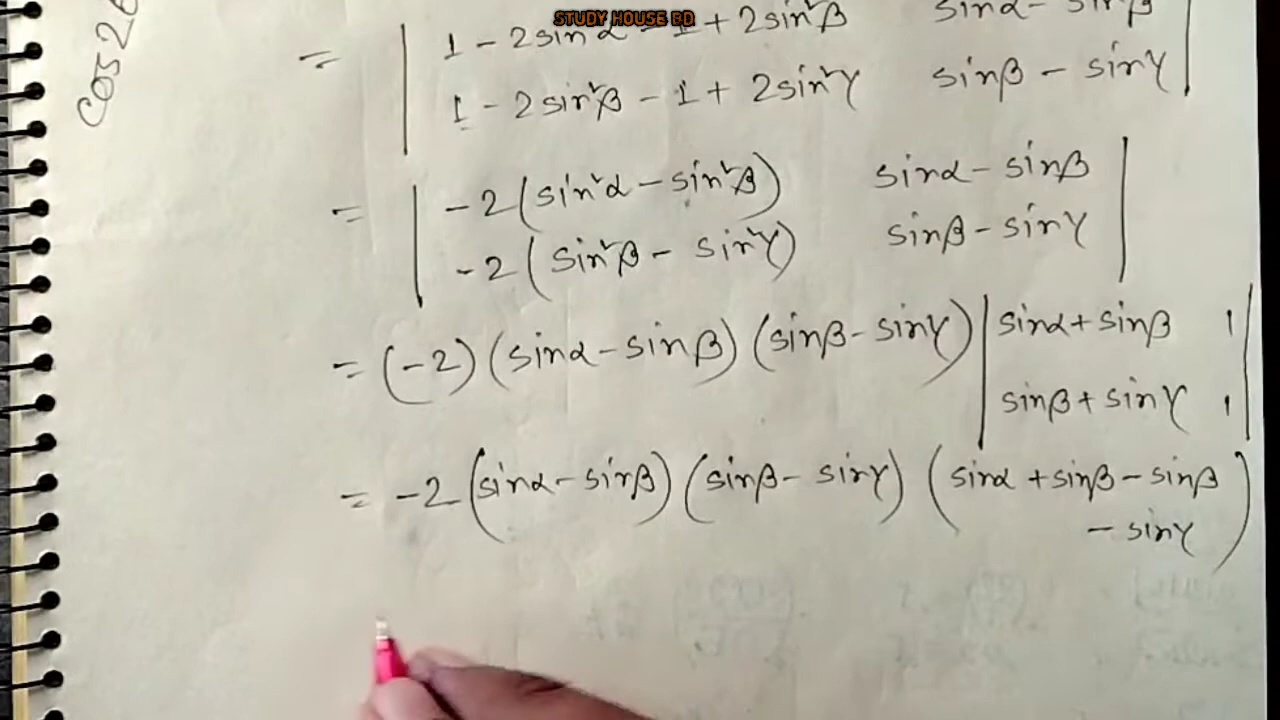 STUDY HOUSE BD
cos2
= | 1 - 2sin²α - 1 + 2sin²β sinα - sinβ |
1 - 2sin²β - 1 + 2sin²γ sinβ - sinγ |
= | -2(sin²α - sin²β) sinα - sinβ |
-2(sin²β - sin²γ) sinβ - sinγ |
= (-2)(sinα - sinβ)(sinβ - sinγ) | sinα + sinβ 1 |
sinβ + sinγ 1 |
= -2(sinα - sinβ)(sinβ - sinγ)(sinα + sinβ - sinβ
- sinγ)